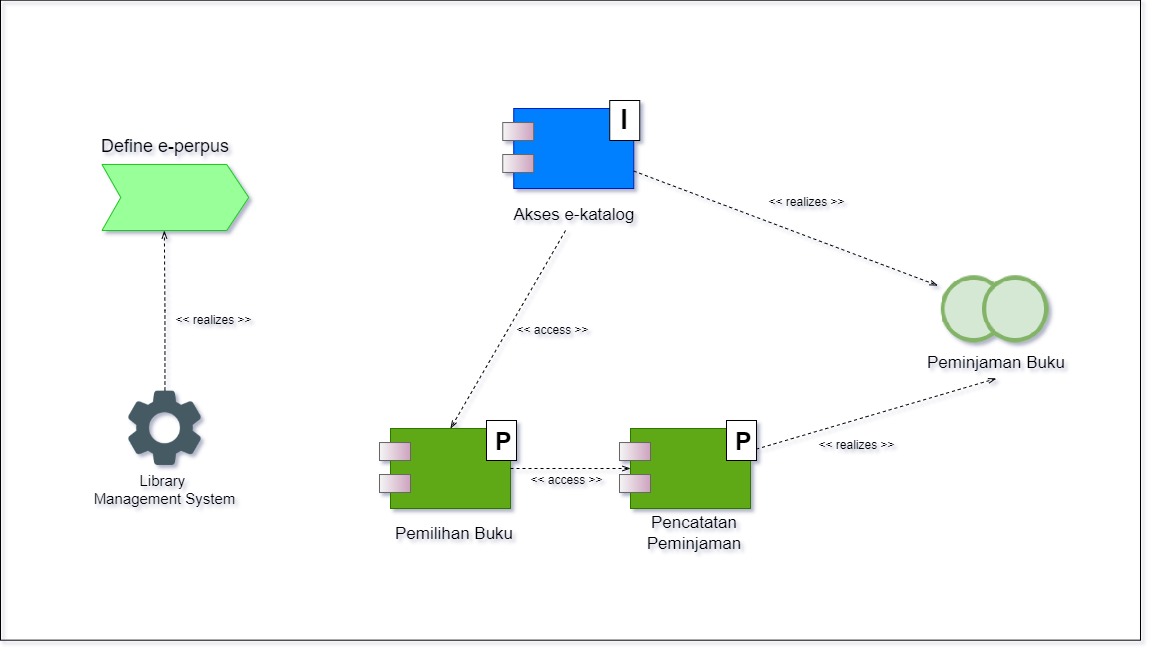 Define e-perpus
<< realizes >>
Library
Management System
I
Akses e-katalog
<< realizes >>
<< access >>
Peminjaman Buku
P
Pemilihan Buku
<< access >>
P
Pencatatan
Peminjaman
<< realizes >>